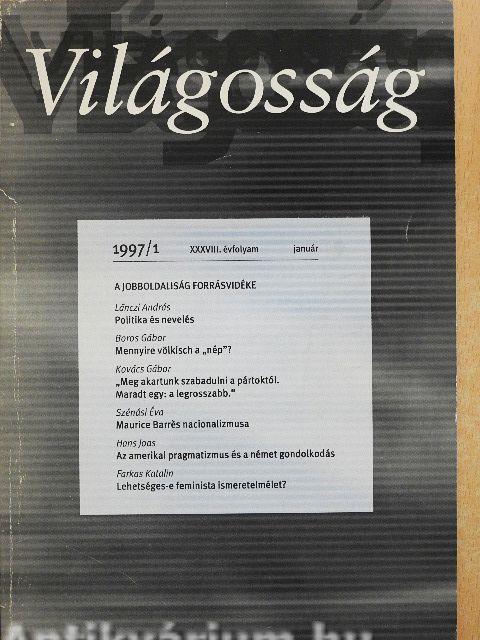 Világosság
1997/1 XXXVIII. évfolyam január
A JOBBOLDALISÁG FORRÁSVIDÉKE
Lánczi András
Politika és nevelés
Boros Gábor
Mennyire völkisch a „nép"?
Kovács Gábor
„Meg akartunk szabadulni a pártoktól.
Maradt egy: a legrosszabb."
Szénási Éva
Maurice Barrès nacionalizmusa
Hans Joas
Az amerikai pragmatizmus és a német gondolkodás
Farkas Katalin
Lehetséges-e feminista ismeretelmélet?
Antikvárium.hu